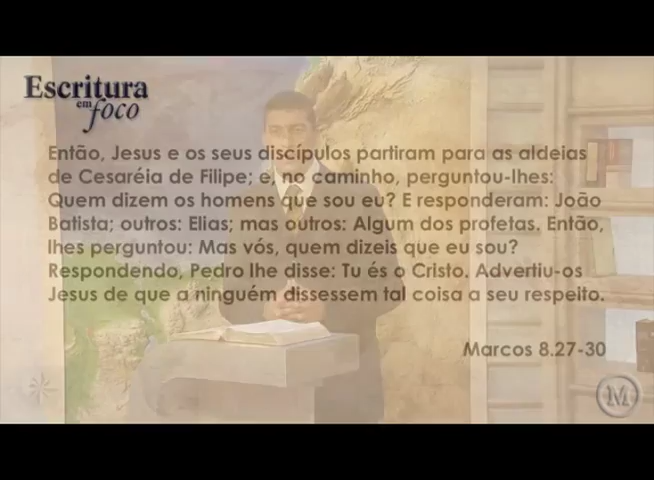 Escritura
em
foco
Então, Jesus e os seus discípulos partiram para as aldeias
de Cesaréia de Filipe; e, no caminho, perguntou-lhes:
Quem dizem os homens que sou eu? E responderam: João
Batista; outros: Elias; mas outros: Algum dos profetas. Então,
lhes perguntou: Mas vós, quem dizeis que eu sou?
Respondendo, Pedro lhe disse: Tu és o Cristo. Advertiu-os
Jesus de que a ninguém dissessem tal coisa a seu respeito.
Marcos 8.27-30
M